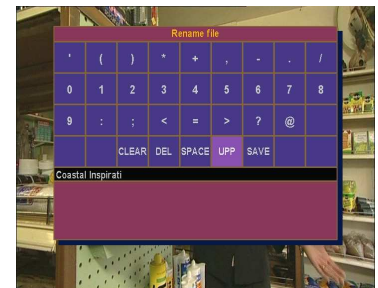 Rename file
' ( ) * + , - . /
0 1 2 3 4 5 6 7 8
9 : ; < = > ? @
CLEAR DEL SPACE UPP SAVE
Coastal Inspirati